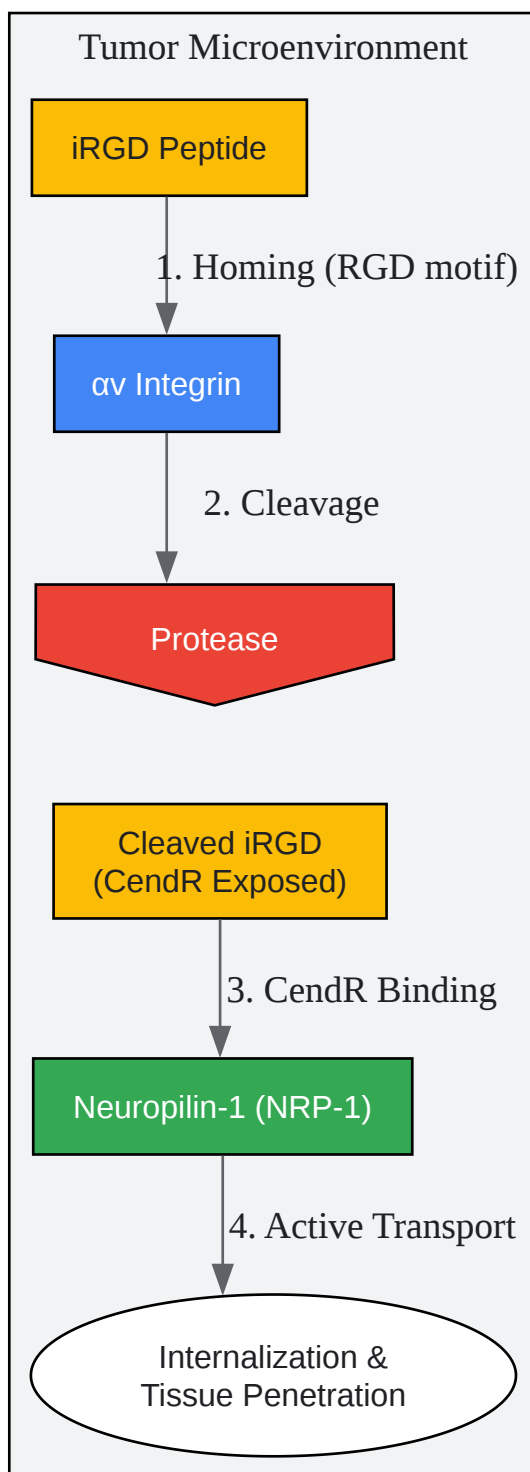 Tumor Microenvironment
iRGD Peptide
1. Homing (RGD motif)
αv Integrin
2. Cleavage
Protease
Cleaved iRGD
(CendR Exposed)
3. CendR Binding
Neuropilin-1 (NRP-1)
4. Active Transport
Internalization &
Tissue Penetration